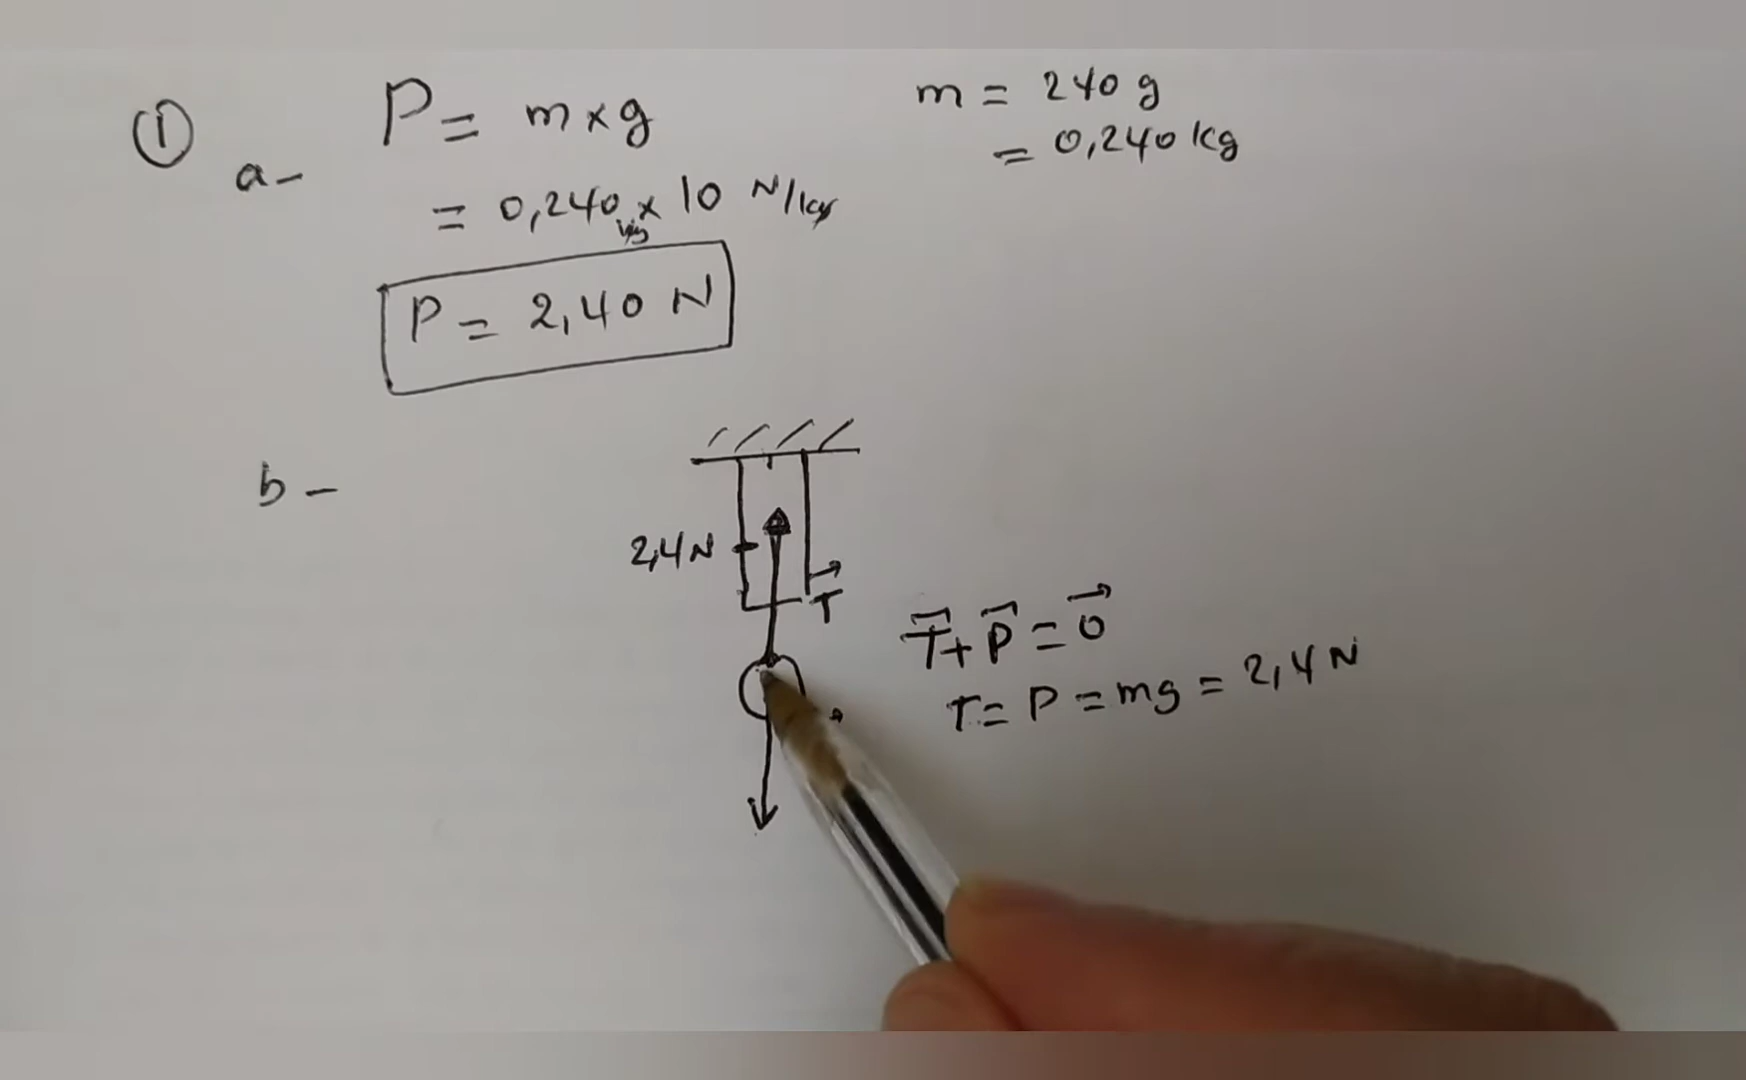 ① a- P = m × g
= 0,240 kg × 10 N/kg
P = 2,40 N
m = 240 g
= 0,240 kg
b -
2,4 N
T⃗
T⃗ + P⃗ = 0⃗
T = P = mg = 2,4 N